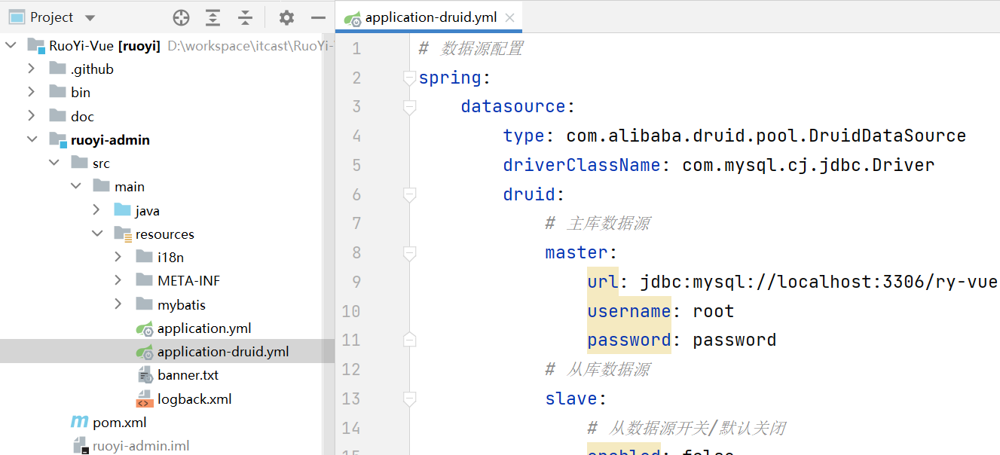 Project
RuoYi-Vue [ruoyi] D:\workspace\itcast\RuoYi-
.github
bin
doc
ruoyi-admin
src
main
java
resources
i18n
META-INF
mybatis
application.yml
application-druid.yml
banner.txt
logback.xml
pom.xml
ruoyi-admin.iml
application-druid.yml
1 # 数据源配置
2 spring:
3 datasource:
4 type: com.alibaba.druid.pool.DruidDataSource
5 driverClassName: com.mysql.cj.jdbc.Driver
6 druid:
7 # 主库数据源
8 master:
9 url: jdbc:mysql://localhost:3306/ry-vue
10 username: root
11 password: password
12 # 从库数据源
13 slave:
14 # 从数据源开关/默认关闭
15 enabled: false